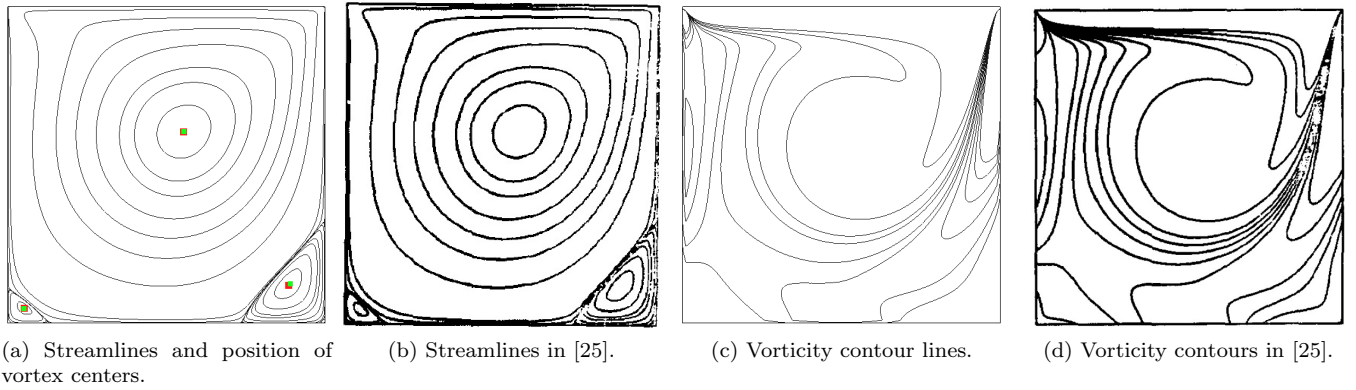 (a) Streamlines and position of vortex centers.
(b) Streamlines in [25].
(c) Vorticity contour lines.
(d) Vorticity contours in [25].